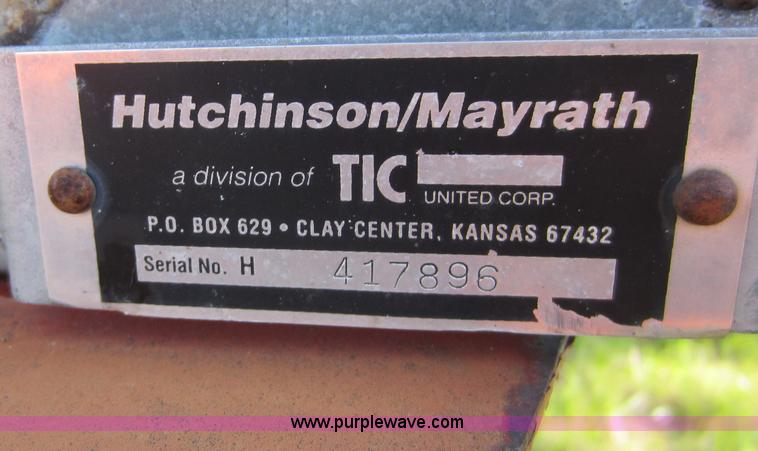 Hutchinson/Mayrath
a division of TIC UNITED CORP.
P.O. BOX 629 • CLAY CENTER, KANSAS 67432
Serial No. H 417896
www.purplewave.com